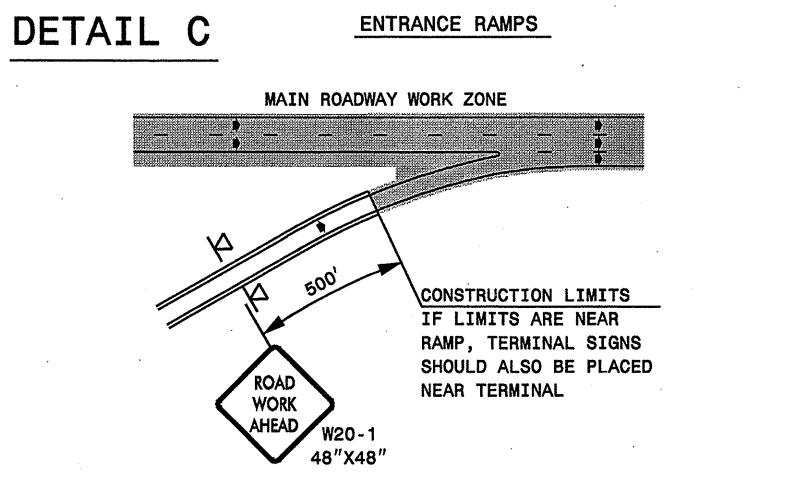 DETAIL C
ENTRANCE RAMPS
MAIN ROADWAY WORK ZONE
500'
CONSTRUCTION LIMITS
IF LIMITS ARE NEAR
RAMP, TERMINAL SIGNS
SHOULD ALSO BE PLACED
NEAR TERMINAL
ROAD
WORK
AHEAD
W20-1
48"X48"